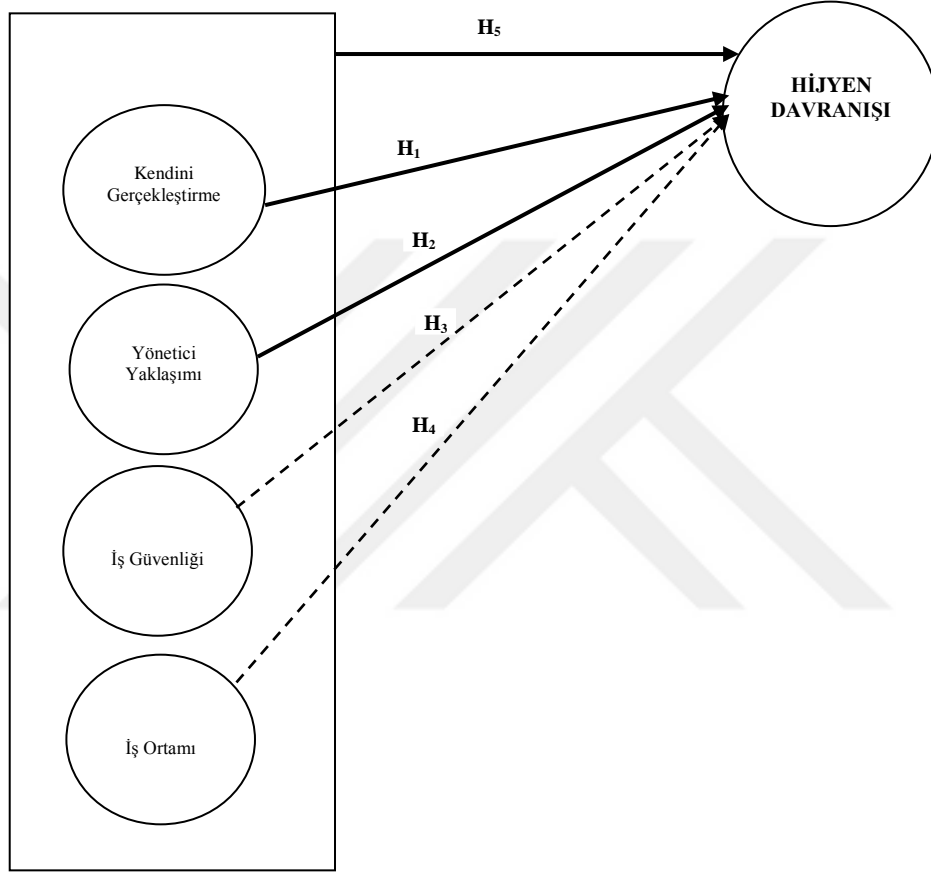 H₅
HİJYEN
DAVRANIŞI
H₁
Kendini
Gerçekleştirme
H₂
Yönetici
Yaklaşımı
H₃
H₄
İş Güvenliği
İş Ortamı